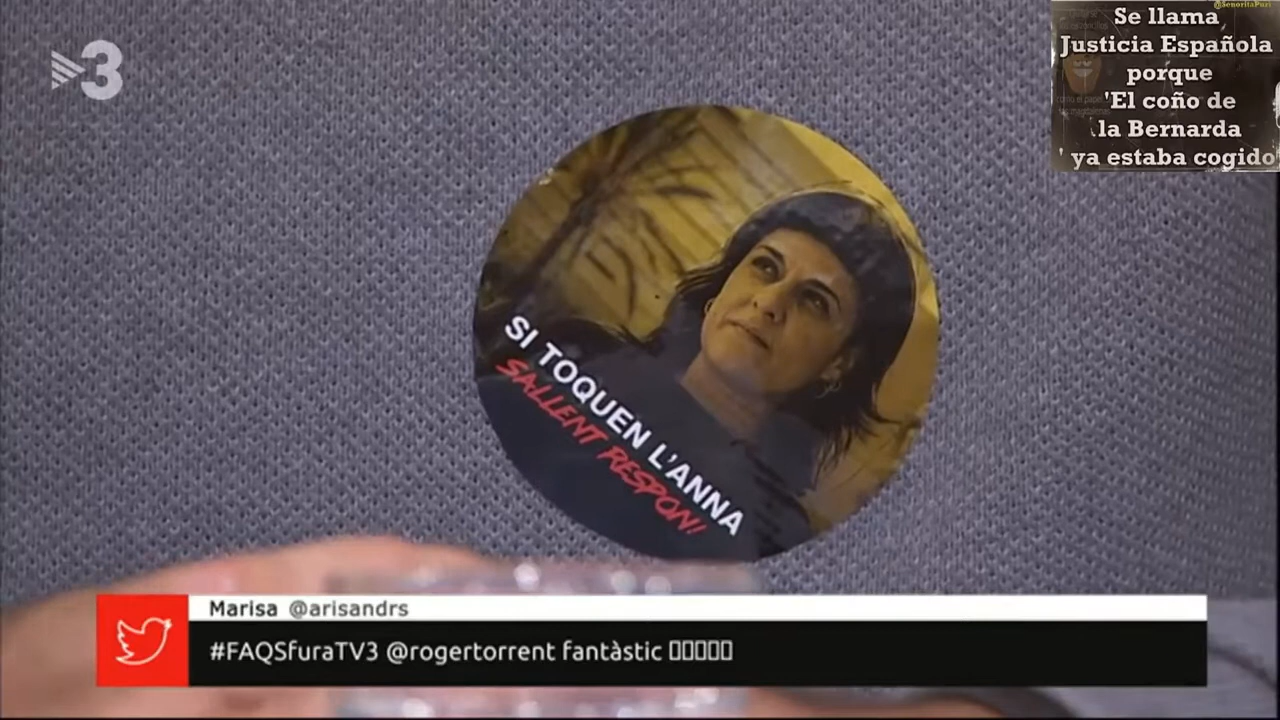 3
@SenoritaPuri
Se llama
Justicia Española
porque
'El coño de
la Bernarda
' ya estaba cogido
SI TOQUEN L'ANNA
SALLENT RESPON!
Marisa @arisandrs
#FAQSfuraTV3 @rogertorrent fantàstic